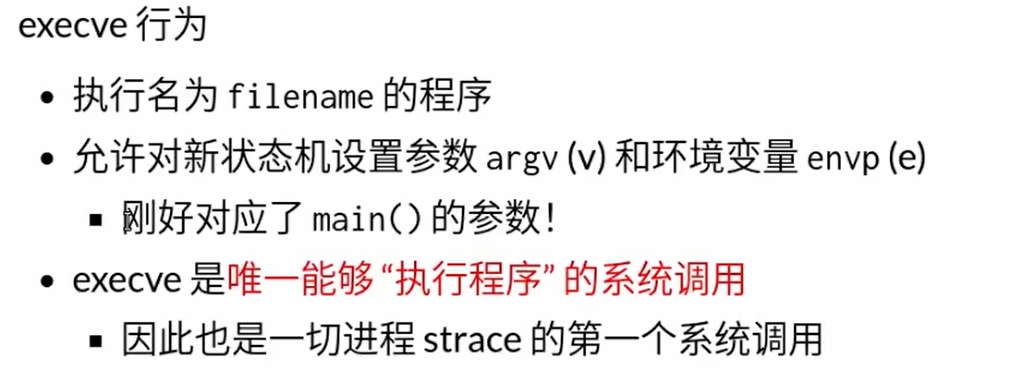 execve 行为
执行名为 filename 的程序
允许对新状态机设置参数 argv (v) 和环境变量 envp (e)
刚好对应了 main() 的参数！
execve 是唯一能够 “执行程序” 的系统调用
因此也是一切进程 strace 的第一个系统调用